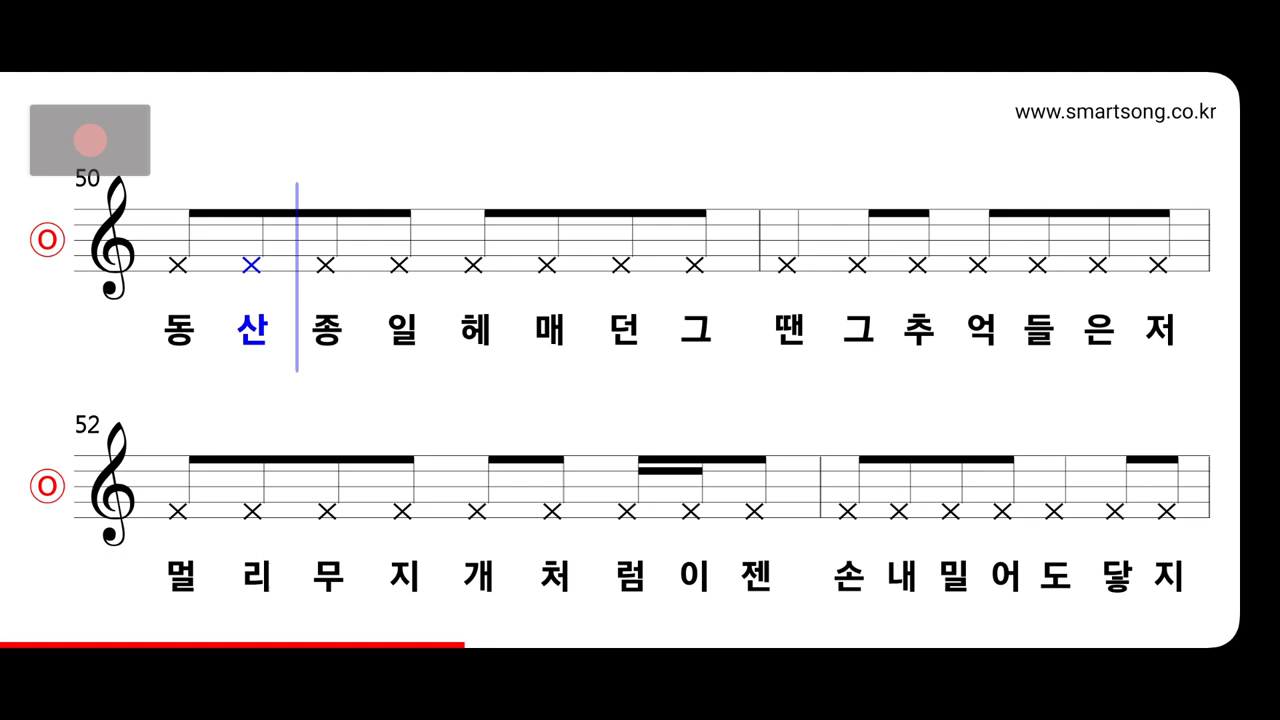 www.smartsong.co.kr
50
O
동 산 종 일 헤 매 던 그 땐 그 추 억 들 은 저
52
O
멀 리 무 지 개 처 럼 이 젠 손 내 밀 어 도 닿 지